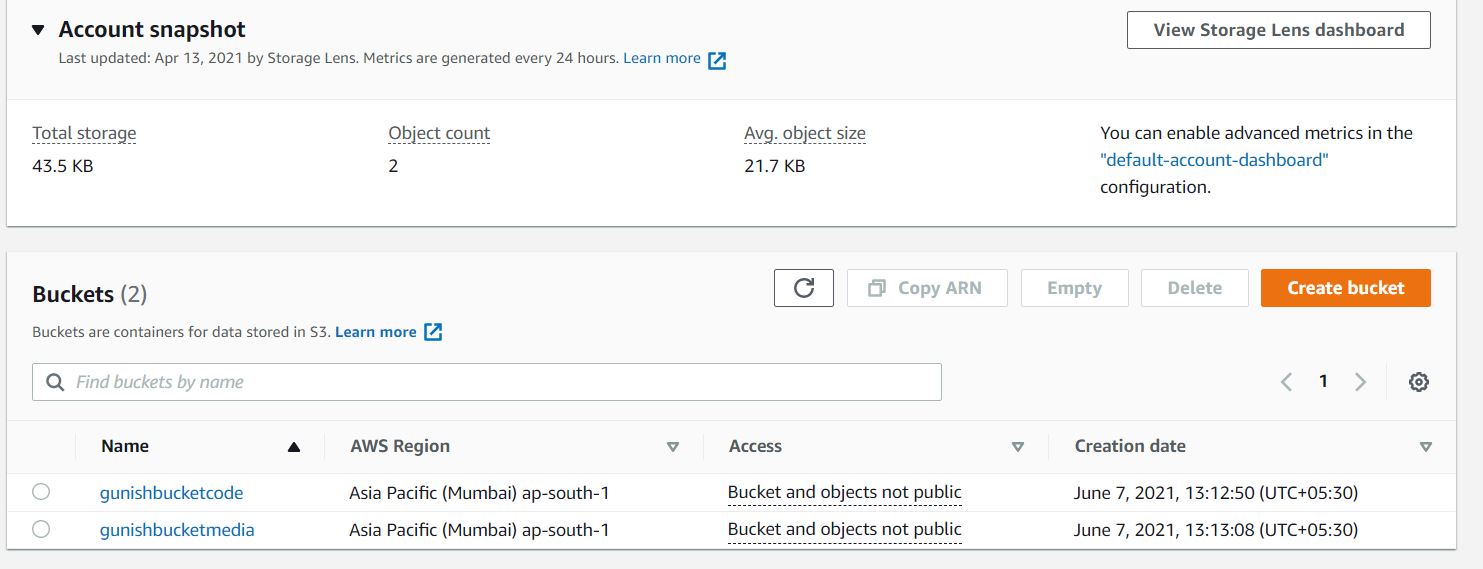 Account snapshot
View Storage Lens dashboard
Last updated: Apr 13, 2021 by Storage Lens. Metrics are generated every 24 hours. Learn more
Total storage
43.5 KB
Object count
2
Avg. object size
21.7 KB
You can enable advanced metrics in the
"default-account-dashboard"
configuration.
Buckets (2)
Copy ARN
Empty
Delete
Create bucket
Buckets are containers for data stored in S3. Learn more
Find buckets by name
1
Name AWS Region Access Creation date
gunishbucketcode Asia Pacific (Mumbai) ap-south-1 Bucket and objects not public June 7, 2021, 13:12:50 (UTC+05:30)
gunishbucketmedia Asia Pacific (Mumbai) ap-south-1 Bucket and objects not public June 7, 2021, 13:13:08 (UTC+05:30)